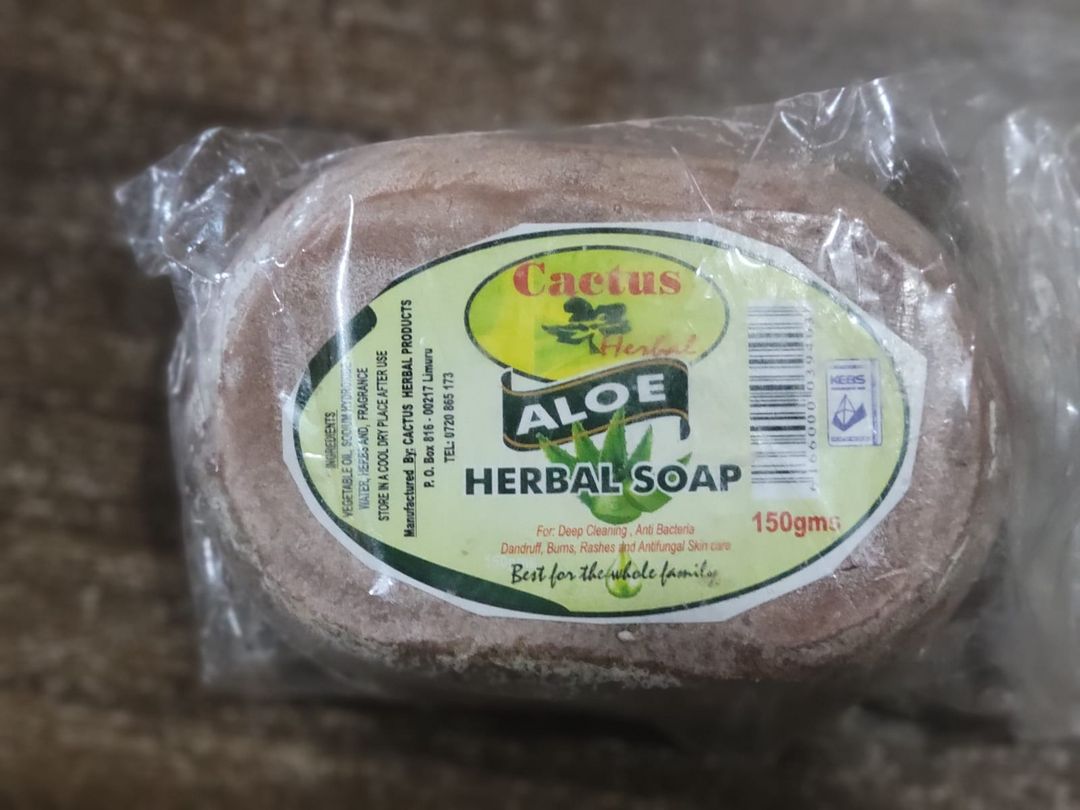 Cactus
Herbal
ALOE
HERBAL SOAP
150gms
For: Deep Cleaning , Anti Bacteria
Dandruff, Burns, Rashes and Antifungal Skin care
Best for the whole family
INGREDIENTS
VEGETABLE OIL, SODIUM
WATER, HERBS AND, FRAGRANCE
STORE IN A COOL DRY PLACE AFTER USE
Manufactured By: CACTUS HERBAL PRODUCTS
P. O. Box 816 - 00217 Limuru
TEL: 0720 865 173
KEBS